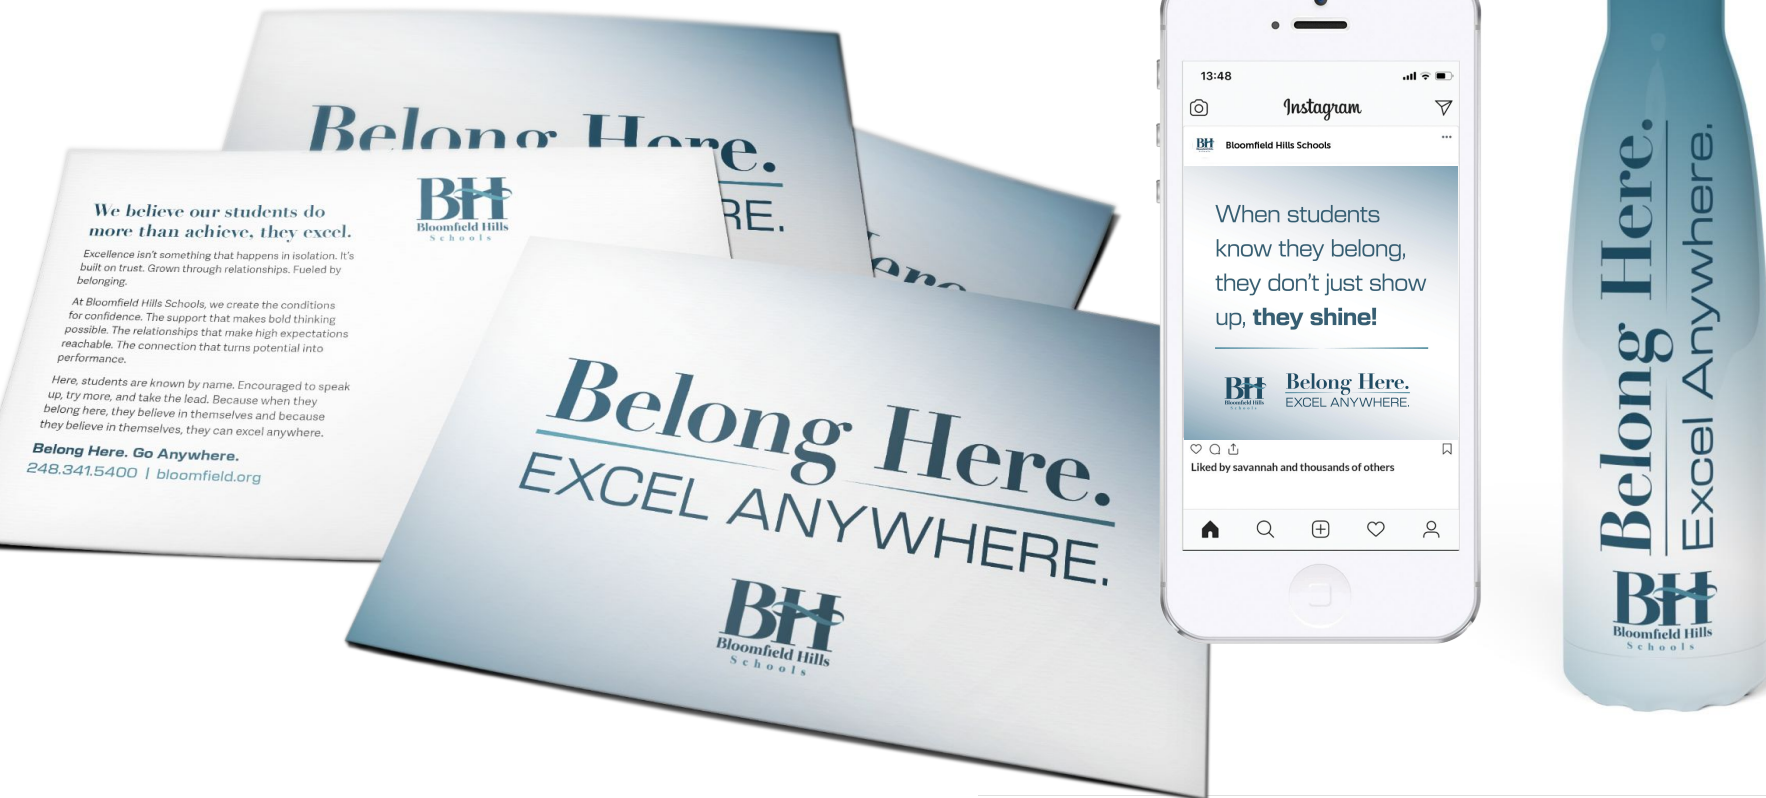 Belong Here.
RE.
ere
We believe our students do
more than achieve, they excel.
Excellence isn't something that happens in isolation. It's
built on trust. Grown through relationships. Fueled by
belonging.
At Bloomfield Hills Schools, we create the conditions
for confidence. The support that makes bold thinking
possible. The relationships that make high expectations
reachable. The connection that turns potential into
performance.
Here, students are known by name. Encouraged to speak
up, try more, and take the lead. Because when they
belong here, they believe in themselves and because
they believe in themselves, they can excel anywhere.
Belong Here. Go Anywhere.
248.341.5400 | bloomfield.org
BH
Bloomfield Hills
Schools
Belong Here.
EXCEL ANYWHERE.
BH
Bloomfield Hills
Schools
13:48
Instagram
BH
Bloomfield Hills Schools
When students
know they belong,
they don't just show
up, they shine!
BH
Bloomfield Hills
Schools
Belong Here.
EXCEL ANYWHERE.
Liked by savannah and thousands of others
Belong Here.
Excel Anywhere.
BH
Bloomfield Hills
Schools